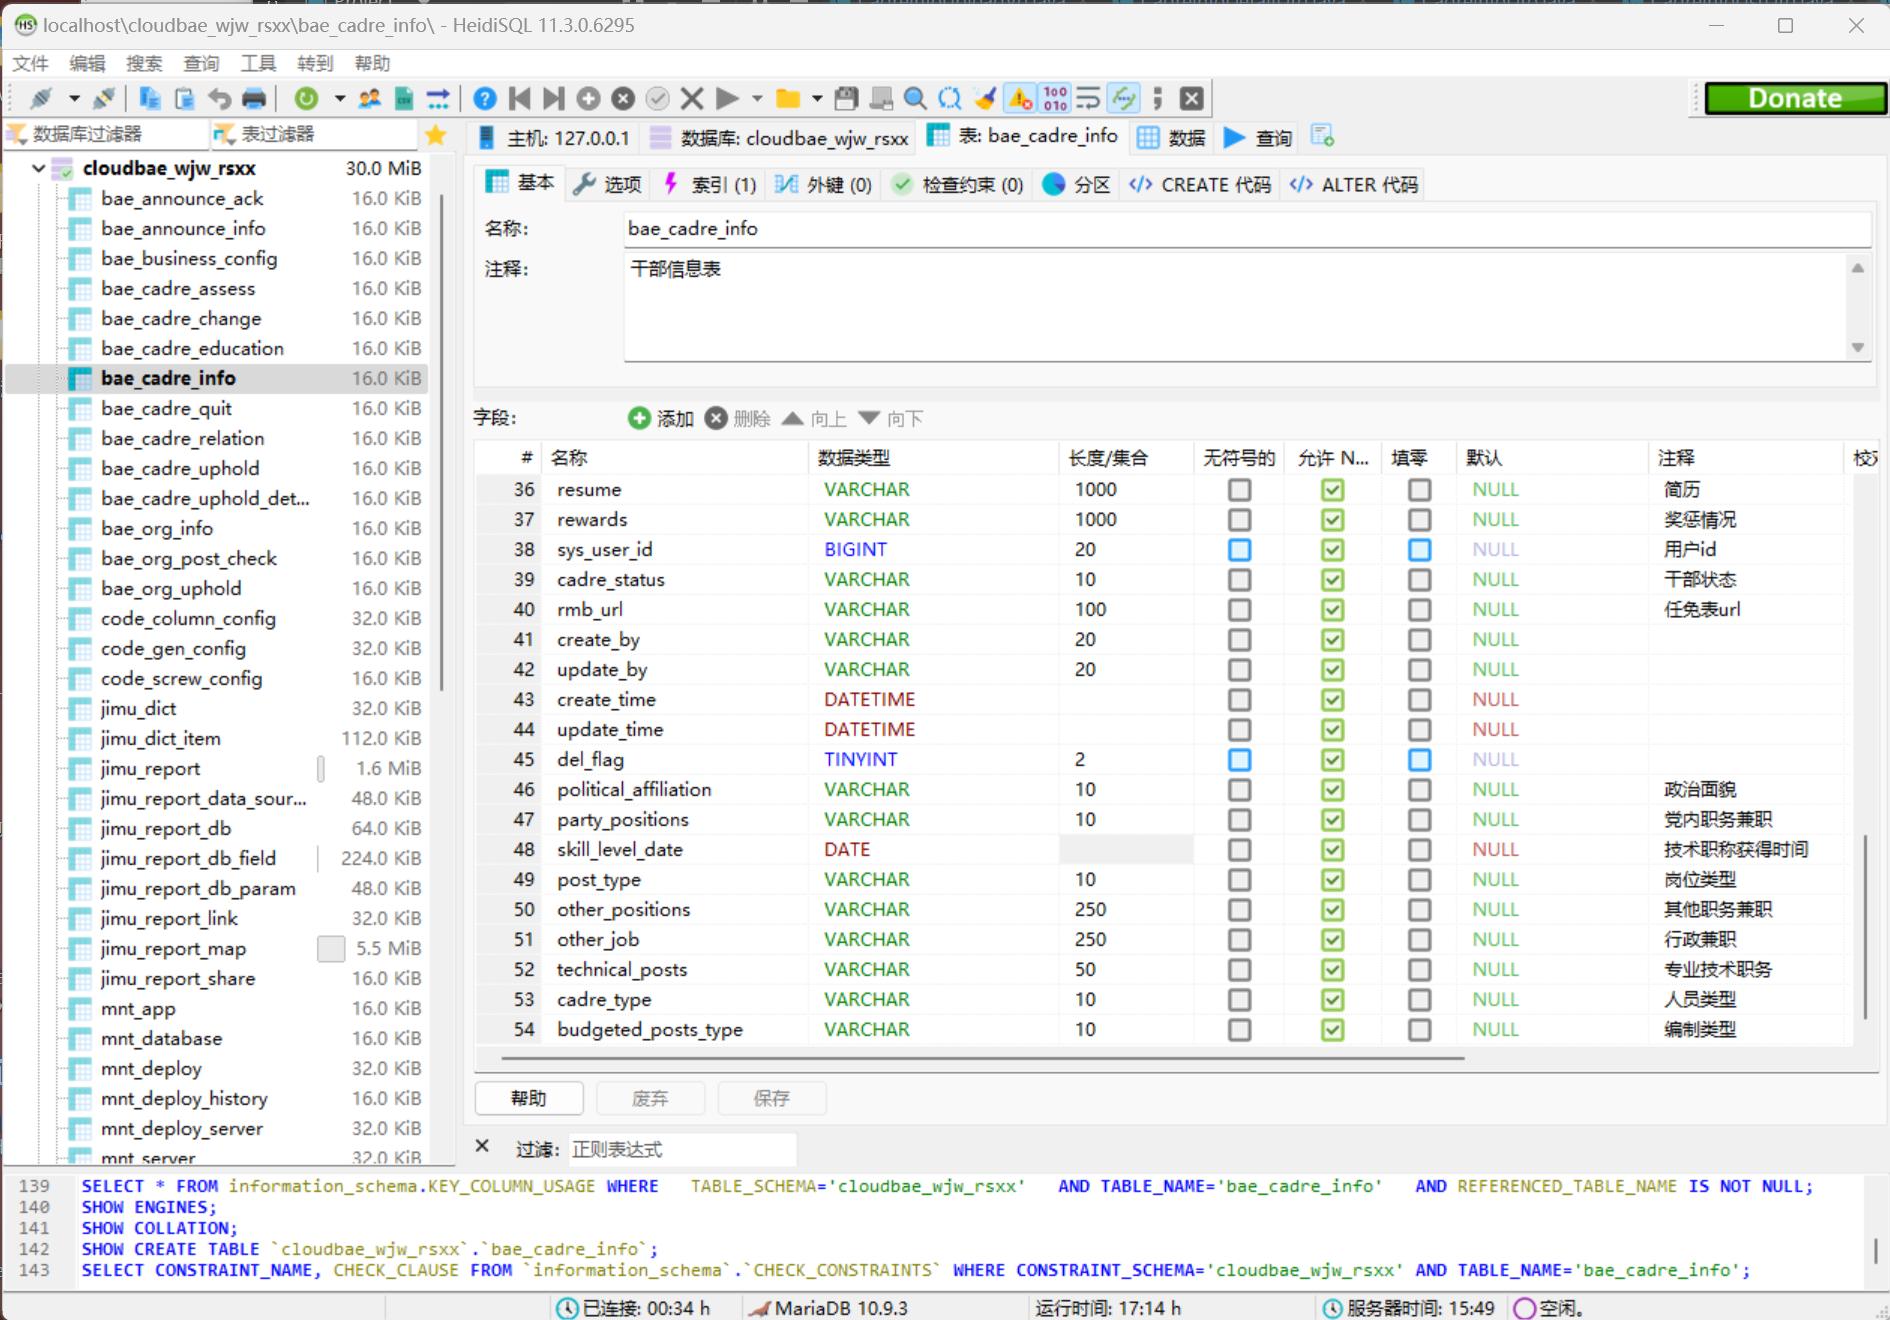 localhost\cloudbae_wjw_rsxx\bae_cadre_info\ - HeidiSQL 11.3.0.6295
文件 编辑 搜索 查询 工具 转到 帮助
Donate
数据库过滤器 表过滤器
主机: 127.0.0.1 数据库: cloudbae_wjw_rsxx 表: bae_cadre_info 数据 查询
cloudbae_wjw_rsxx 30.0 MiB
bae_announce_ack 16.0 KiB
bae_announce_info 16.0 KiB
bae_business_config 16.0 KiB
bae_cadre_assess 16.0 KiB
bae_cadre_change 16.0 KiB
bae_cadre_education 16.0 KiB
bae_cadre_info 16.0 KiB
bae_cadre_quit 16.0 KiB
bae_cadre_relation 16.0 KiB
bae_cadre_uphold 16.0 KiB
bae_cadre_uphold_det... 16.0 KiB
bae_org_info 16.0 KiB
bae_org_post_check 16.0 KiB
bae_org_uphold 16.0 KiB
code_column_config 32.0 KiB
code_gen_config 32.0 KiB
code_screw_config 16.0 KiB
jimu_dict 32.0 KiB
jimu_dict_item 112.0 KiB
jimu_report 1.6 MiB
jimu_report_data_sour... 48.0 KiB
jimu_report_db 64.0 KiB
jimu_report_db_field 224.0 KiB
jimu_report_db_param 48.0 KiB
jimu_report_link 32.0 KiB
jimu_report_map 5.5 MiB
jimu_report_share 16.0 KiB
mnt_app 16.0 KiB
mnt_database 16.0 KiB
mnt_deploy 32.0 KiB
mnt_deploy_history 16.0 KiB
mnt_deploy_server 32.0 KiB
mnt_server 32.0 KiB
基本 选项 索引 (1) 外键 (0) 检查约束 (0) 分区 </> CREATE 代码 </> ALTER 代码
名称: bae_cadre_info
注释: 干部信息表
字段: 添加 删除 向上 向下
# 名称 数据类型 长度/集合 无符号的 允许 N... 填零 默认 注释
36 resume VARCHAR 1000 NULL 简历
37 rewards VARCHAR 1000 NULL 奖惩情况
38 sys_user_id BIGINT 20 NULL 用户id
39 cadre_status VARCHAR 10 NULL 干部状态
40 rmb_url VARCHAR 100 NULL 任免表url
41 create_by VARCHAR 20 NULL
42 update_by VARCHAR 20 NULL
43 create_time DATETIME NULL
44 update_time DATETIME NULL
45 del_flag TINYINT 2 NULL
46 political_affiliation VARCHAR 10 NULL 政治面貌
47 party_positions VARCHAR 10 NULL 党内职务兼职
48 skill_level_date DATE NULL 技术职称获得时间
49 post_type VARCHAR 10 NULL 岗位类型
50 other_positions VARCHAR 250 NULL 其他职务兼职
51 other_job VARCHAR 250 NULL 行政兼职
52 technical_posts VARCHAR 50 NULL 专业技术职务
53 cadre_type VARCHAR 10 NULL 人员类型
54 budgeted_posts_type VARCHAR 10 NULL 编制类型
帮助 废弃 保存
过滤: 正则表达式
139 SELECT * FROM information_schema.KEY_COLUMN_USAGE WHERE TABLE_SCHEMA='cloudbae_wjw_rsxx' AND TABLE_NAME='bae_cadre_info' AND REFERENCED_TABLE_NAME IS NOT NULL;
140 SHOW ENGINES;
141 SHOW COLLATION;
142 SHOW CREATE TABLE `cloudbae_wjw_rsxx`.`bae_cadre_info`;
143 SELECT CONSTRAINT_NAME, CHECK_CLAUSE FROM `information_schema`.`CHECK_CONSTRAINTS` WHERE CONSTRAINT_SCHEMA='cloudbae_wjw_rsxx' AND TABLE_NAME='bae_cadre_info';
已连接: 00:34 h MariaDB 10.9.3 运行时间: 17:14 h 服务器时间: 15:49 空闲。